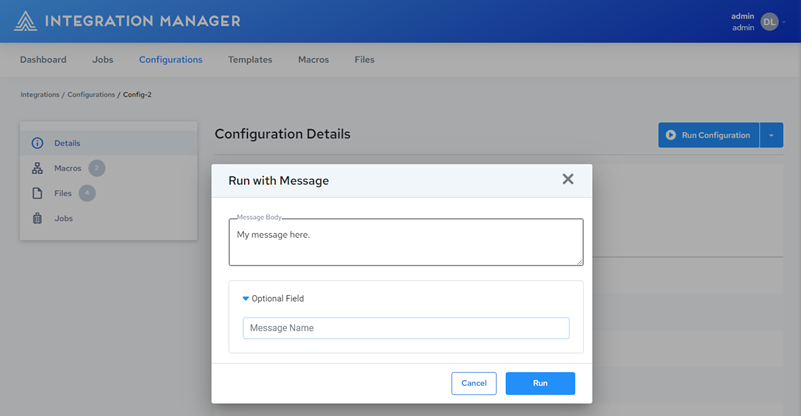 INTEGRATION MANAGER
admin
admin
DL
Dashboard Jobs Configurations Templates Macros Files
Integrations / Configurations / Config-2
Details
Macros
Files 4
Jobs
Configuration Details
Run Configuration
Run with Message
Message Body
My message here.
Optional Field
Message Name
Cancel Run